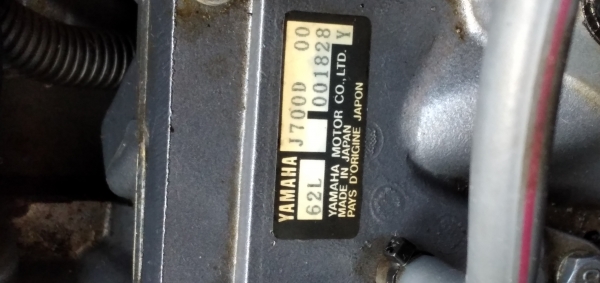 YAMAHA J700D 00
62L 001828 Y
YAMAHA MOTOR CO., LTD.
MADE IN JAPAN
PAYS D'ORIGINE JAPON